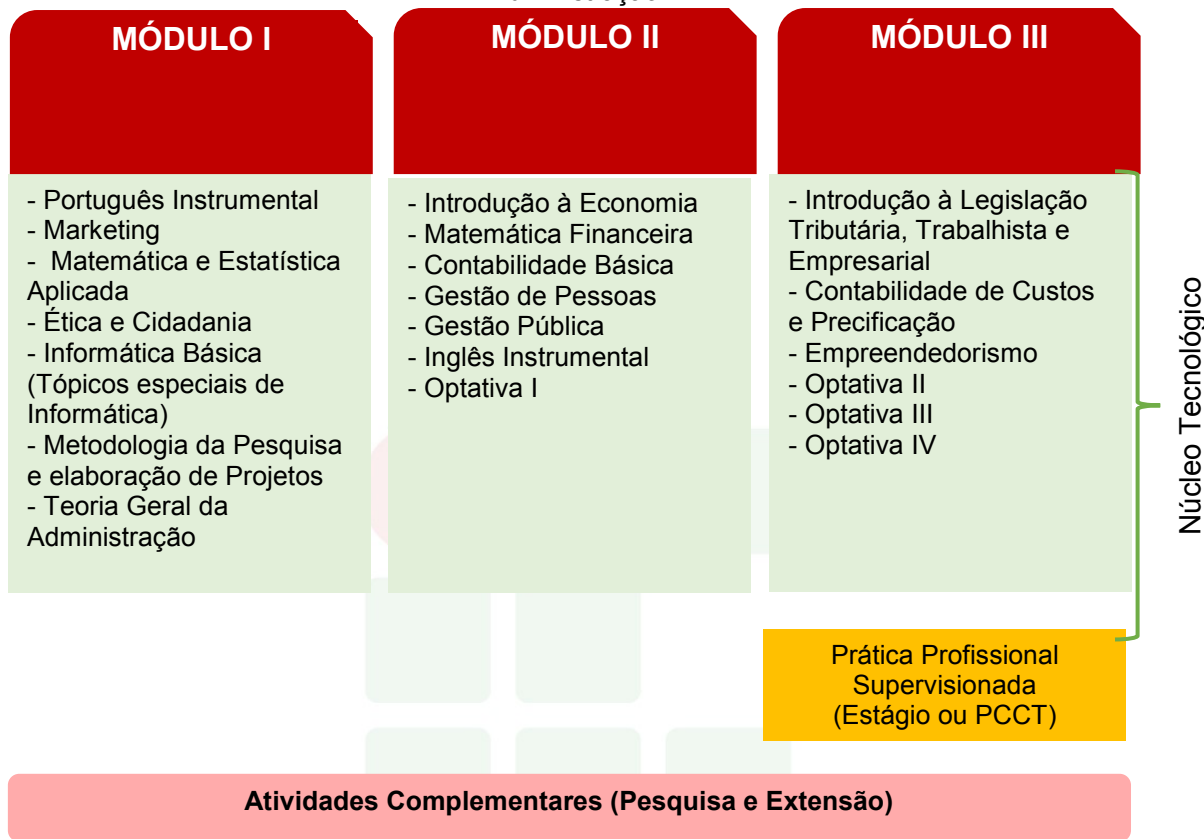 MÓDULO I
MÓDULO II
MÓDULO III
- Português Instrumental
- Marketing
- Matemática e Estatística
Aplicada
- Ética e Cidadania
- Informática Básica
(Tópicos especiais de
Informática)
- Metodologia da Pesquisa
e elaboração de Projetos
- Teoria Geral da
Administração
- Introdução à Economia
- Matemática Financeira
- Contabilidade Básica
- Gestão de Pessoas
- Gestão Pública
- Inglês Instrumental
- Optativa I
- Introdução à Legislação
Tributária, Trabalhista e
Empresarial
- Contabilidade de Custos
e Precificação
- Empreendedorismo
- Optativa II
- Optativa III
- Optativa IV
Núcleo Tecnológico
Prática Profissional
Supervisionada
(Estágio ou PCCT)
Atividades Complementares (Pesquisa e Extensão)